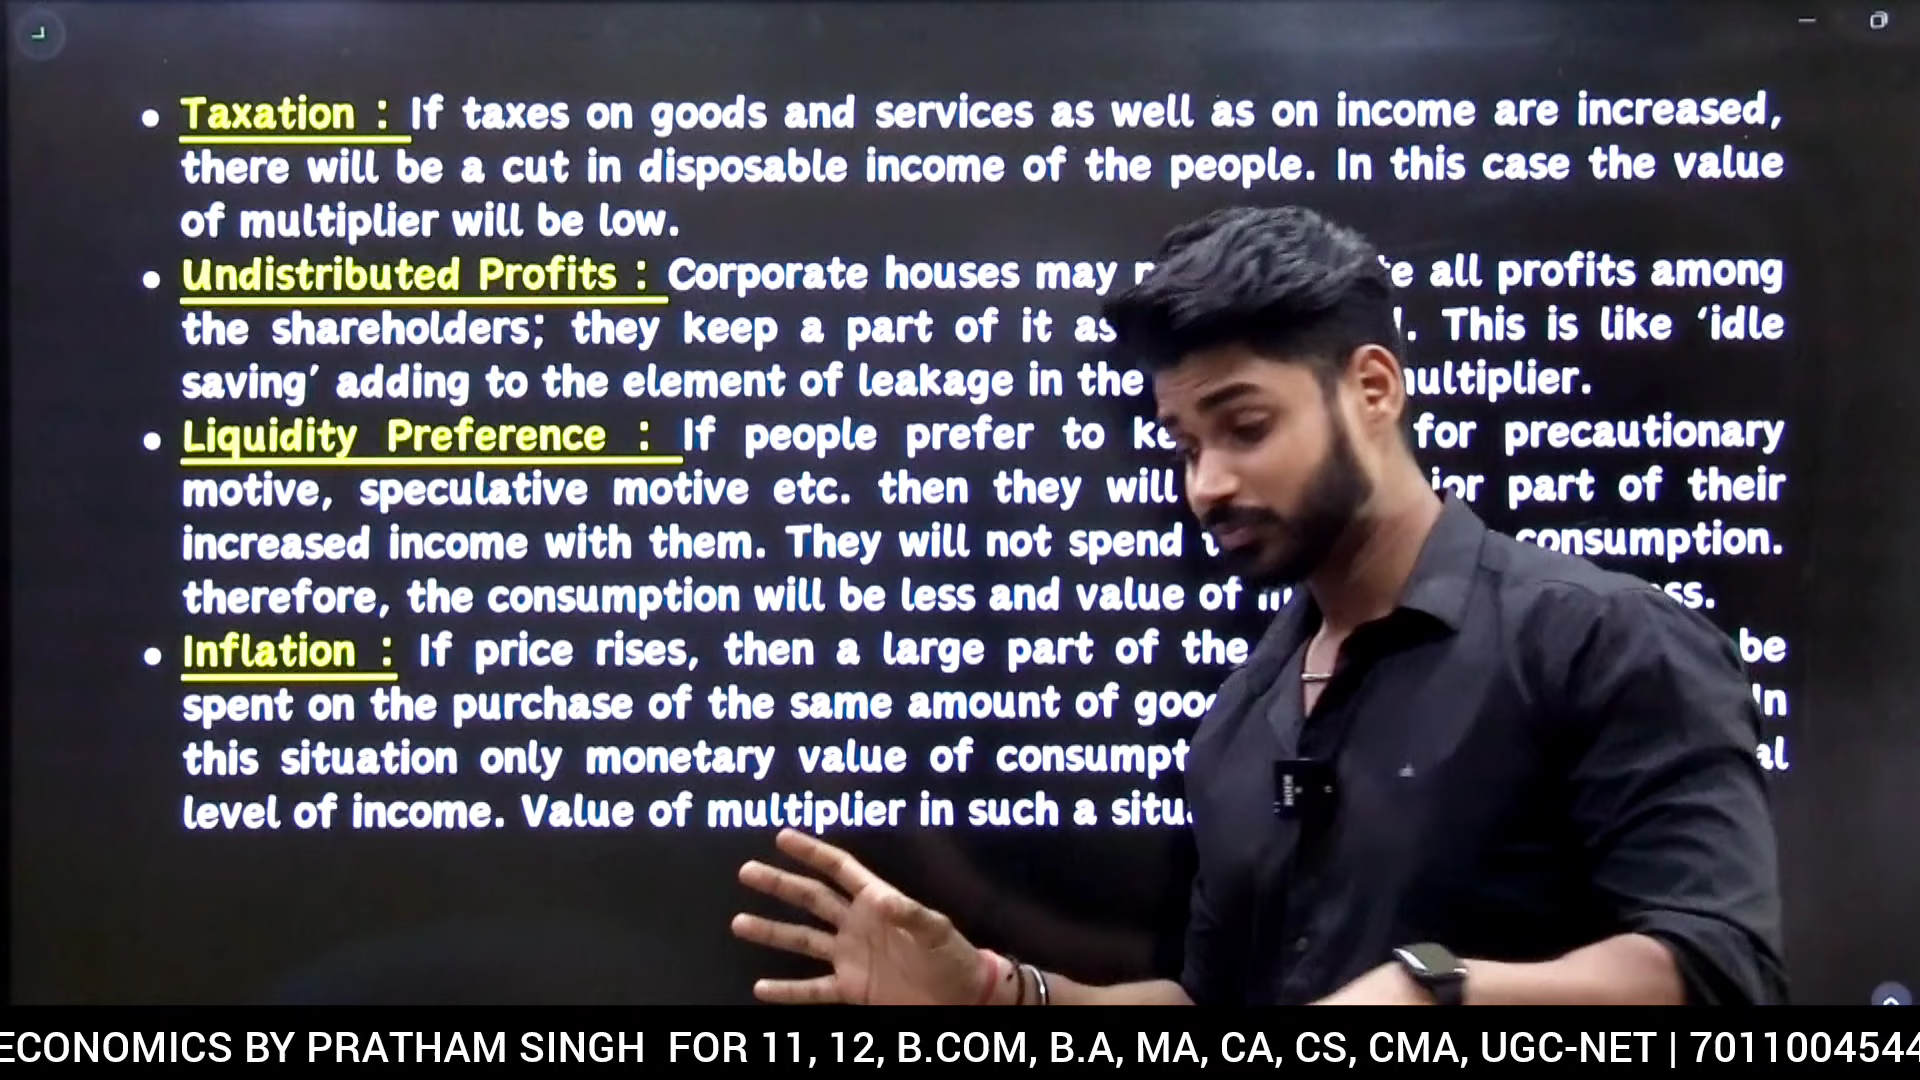 • Taxation : If taxes on goods and services as well as on income are increased,
there will be a cut in disposable income of the people. In this case the value
of multiplier will be low.
• Undistributed Profits : Corporate houses may all profits among
the shareholders; they keep a part of it as This is like ‘idle
saving’ adding to the element of leakage in the multiplier.
• Liquidity Preference : If people prefer to for precautionary
motive, speculative motive etc. then they will part of their
increased income with them. They will not spend consumption.
therefore, the consumption will be less and value of
• Inflation : If price rises, then a large part of the be
spent on the purchase of the same amount of In
this situation only monetary value of
level of income. Value of multiplier in such a
ECONOMICS BY PRATHAM SINGH FOR 11, 12, B.COM, B.A, MA, CA, CS, CMA, UGC-NET | 7011004544